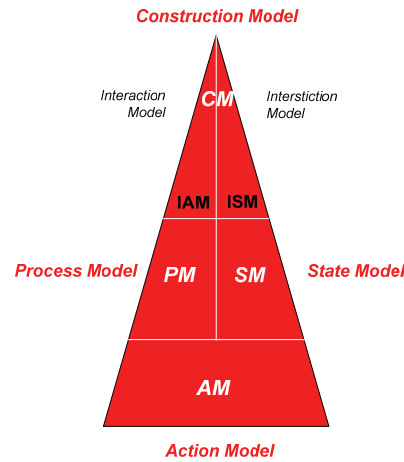 Construction Model
Interaction
Model
CM
Interstiction
Model
IAM
ISM
Process Model
PM
SM
State Model
AM
Action Model